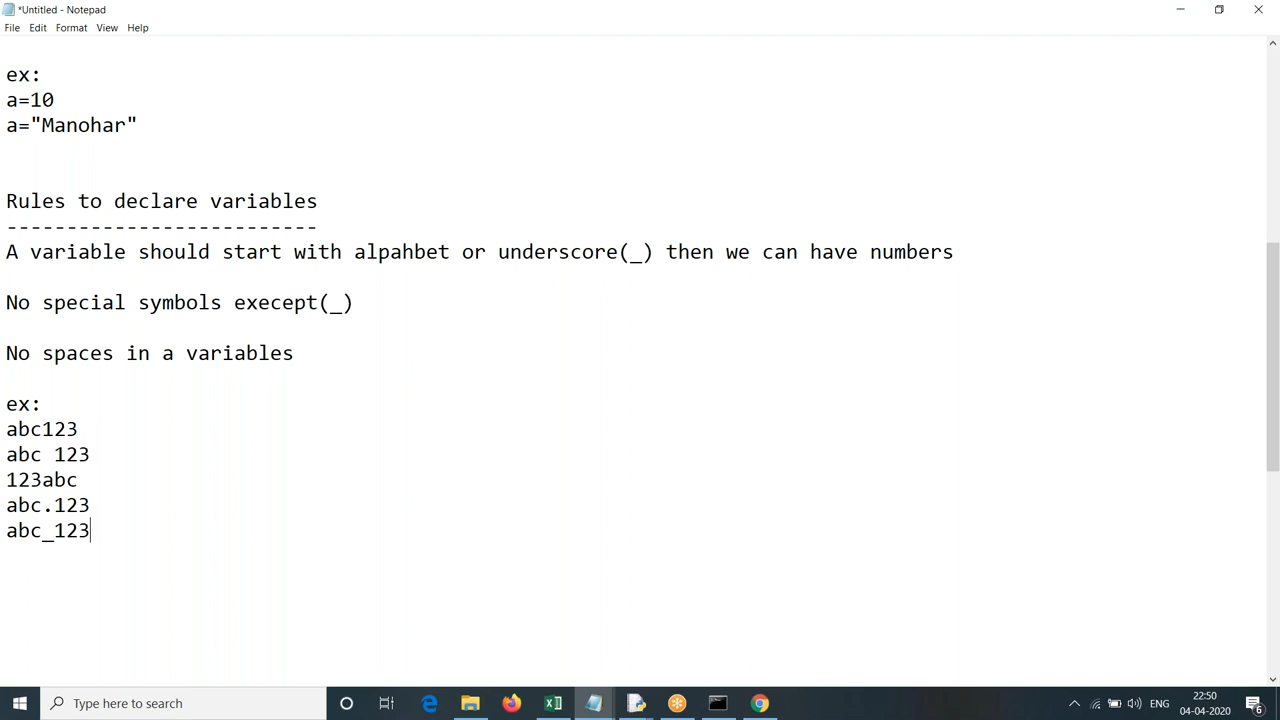 *Untitled - Notepad
File Edit Format View Help
ex:
a=10
a="Manohar"
Rules to declare variables
--------------------------
A variable should start with alpahbet or underscore(_) then we can have numbers
No special symbols execept(_)
No spaces in a variables
ex:
abc123
abc 123
123abc
abc.123
abc_123
Type here to search
ENG
22:50
04-04-2020
6